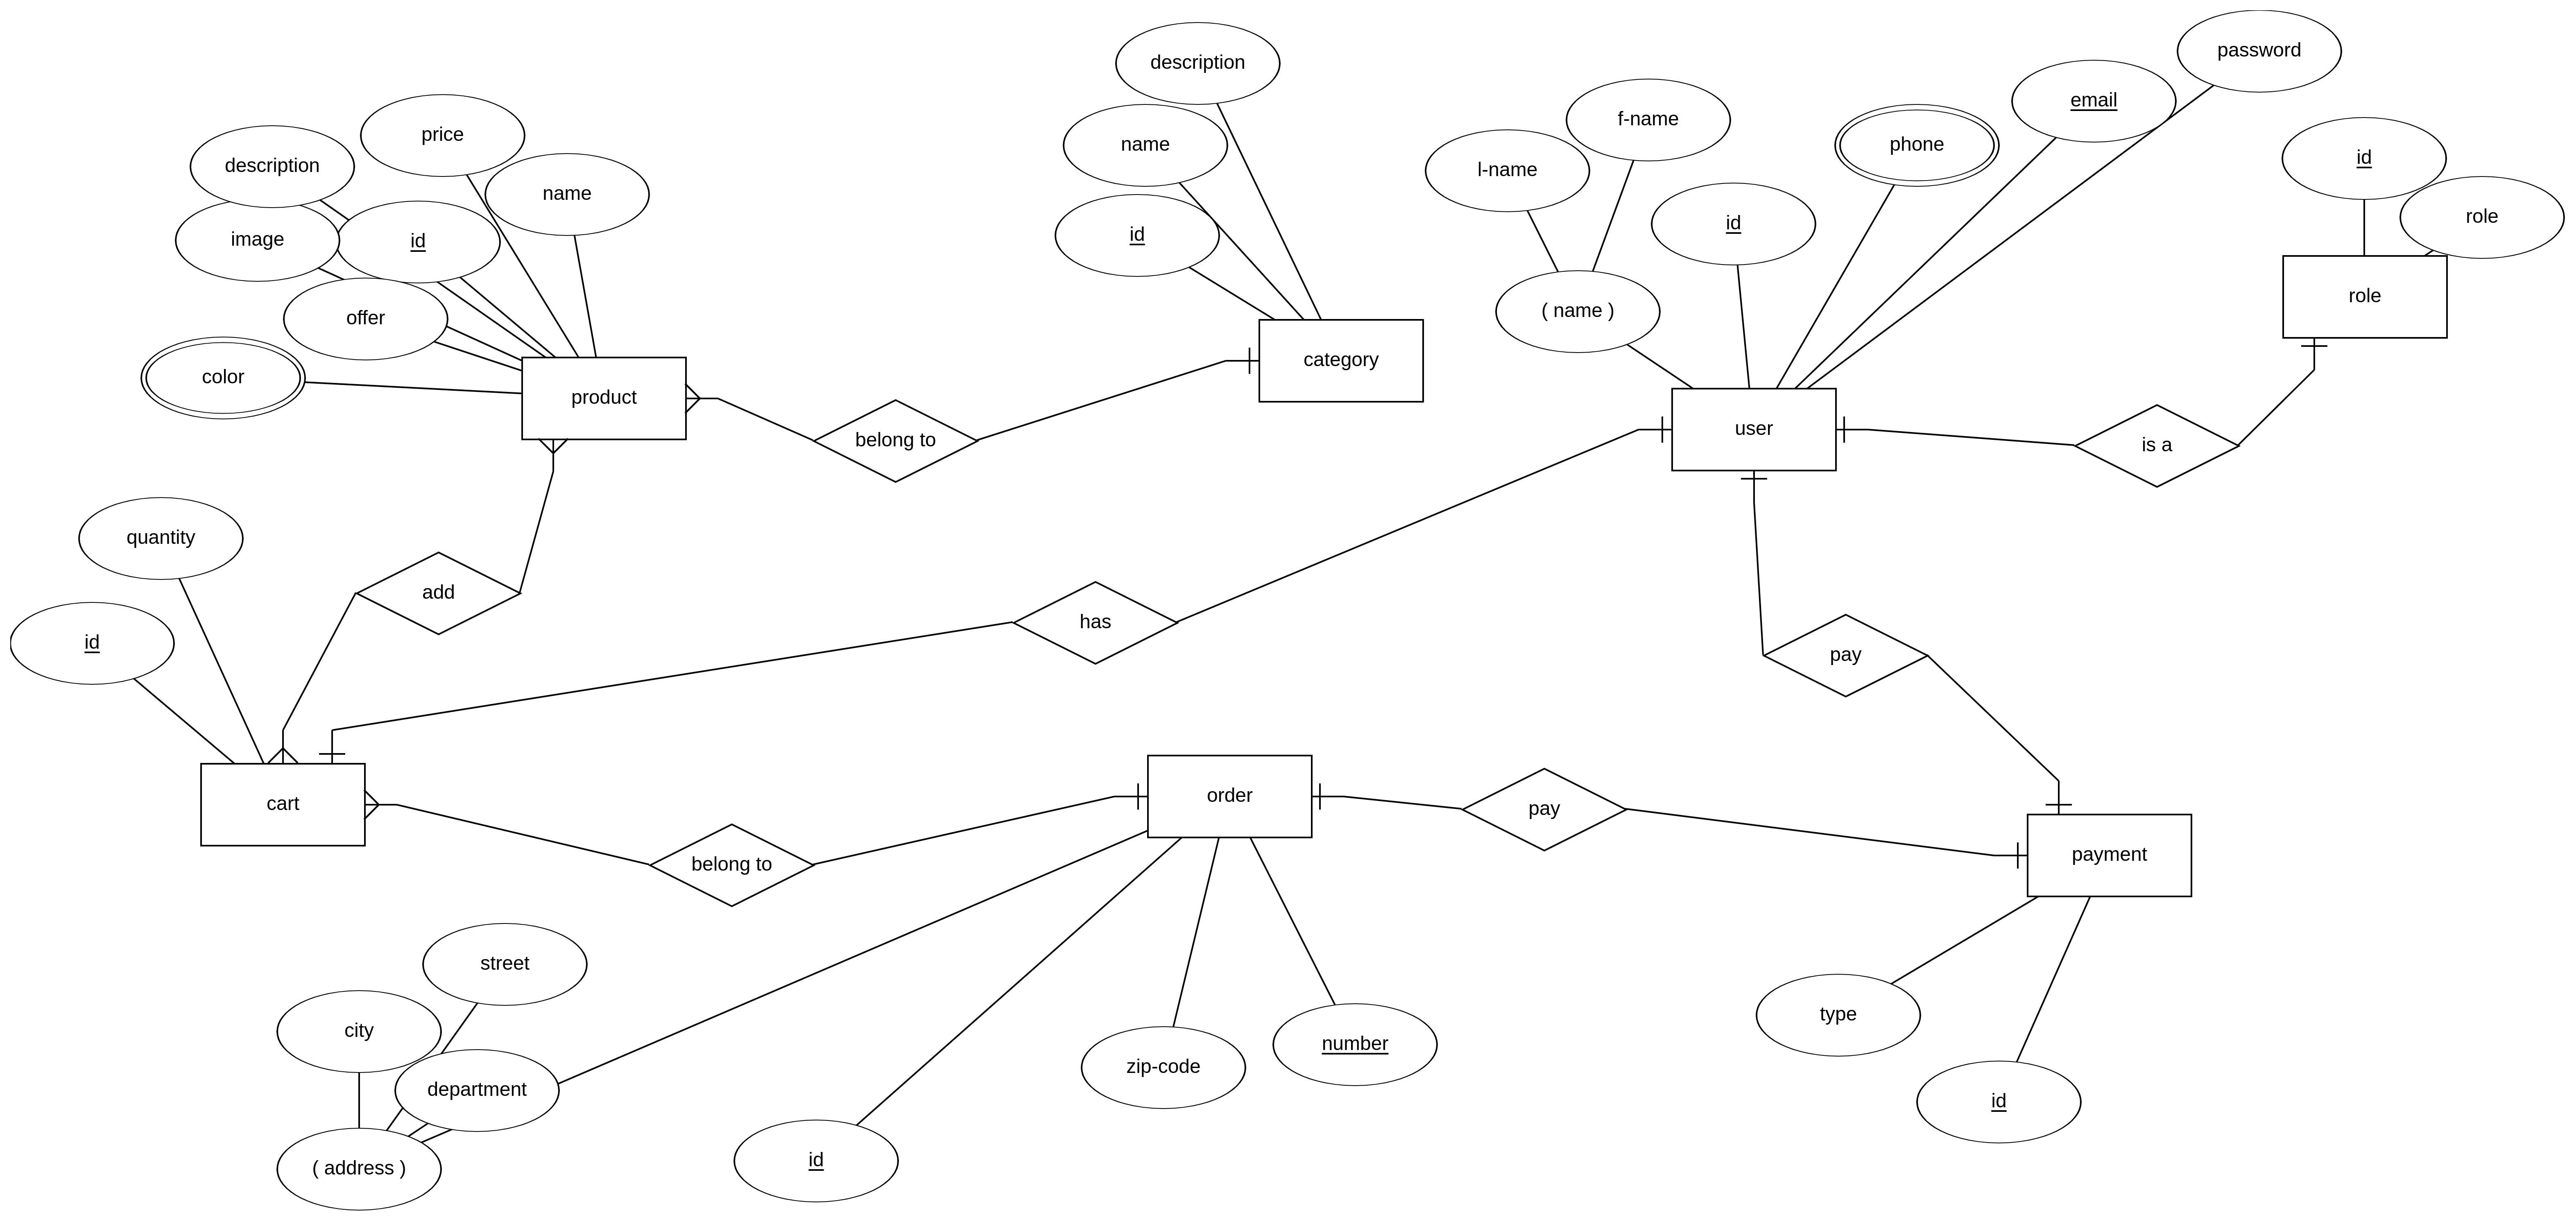 password
description
email
f-name
price
phone
name
id
description
l-name
name
role
id
id
image
id
offer
( name )
role
category
color
product
user
belong to
is a
quantity
add
has
id
pay
order
cart
pay
payment
belong to
street
type
city
number
zip-code
department
id
id
( address )